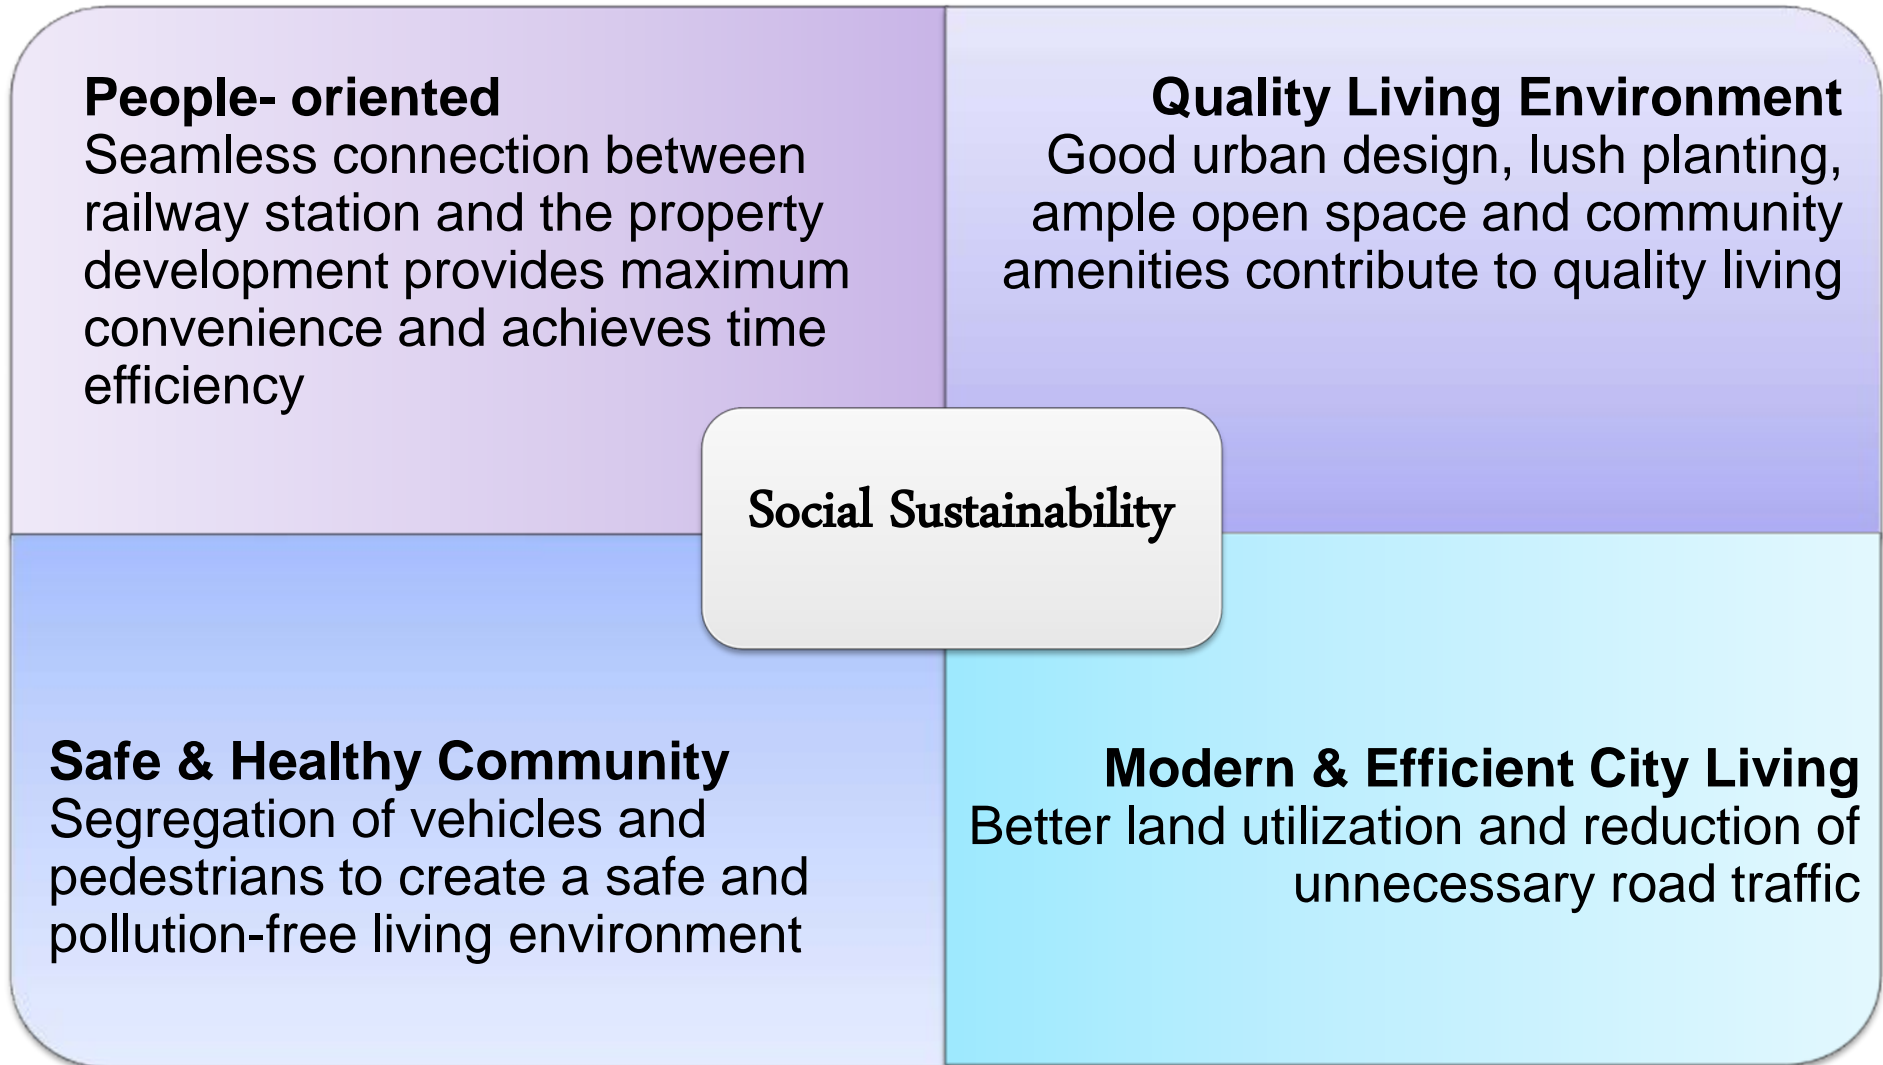 People- oriented
Seamless connection between
railway station and the property
development provides maximum
convenience and achieves time
efficiency
Quality Living Environment
Good urban design, lush planting,
ample open space and community
amenities contribute to quality living
Social Sustainability
Safe & Healthy Community
Segregation of vehicles and
pedestrians to create a safe and
pollution-free living environment
Modern & Efficient City Living
Better land utilization and reduction of
unnecessary road traffic